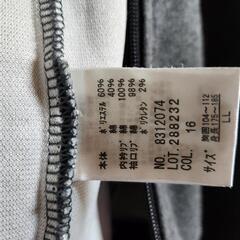 本体 ポリエステル 60%
綿 40%
内衿リブ 綿 100%
袖口リブ 綿 98%
ポリウレタン 2%
NO. 8312074
LOT. 288232
COL. 16
サイズ 胸囲104~112
身長175~185
LL